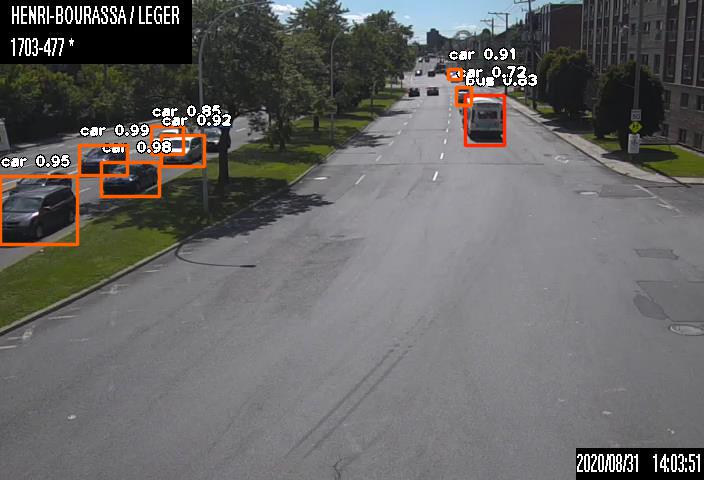 HENRI-BOURASSA / LEGER
1703-477 *
car 0.91
car 0.72
bus 0.83
car 0.85
car 0.92
car 0.99
car 0.98
car 0.95
2020/08/31 14:03:51